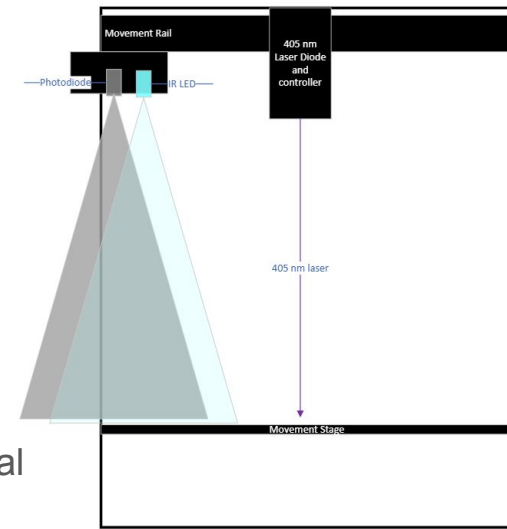 Movement Rail
405 nm
Laser Diode
and
controller
Photodiode
IR LED
405 nm laser
Movement Stage
al